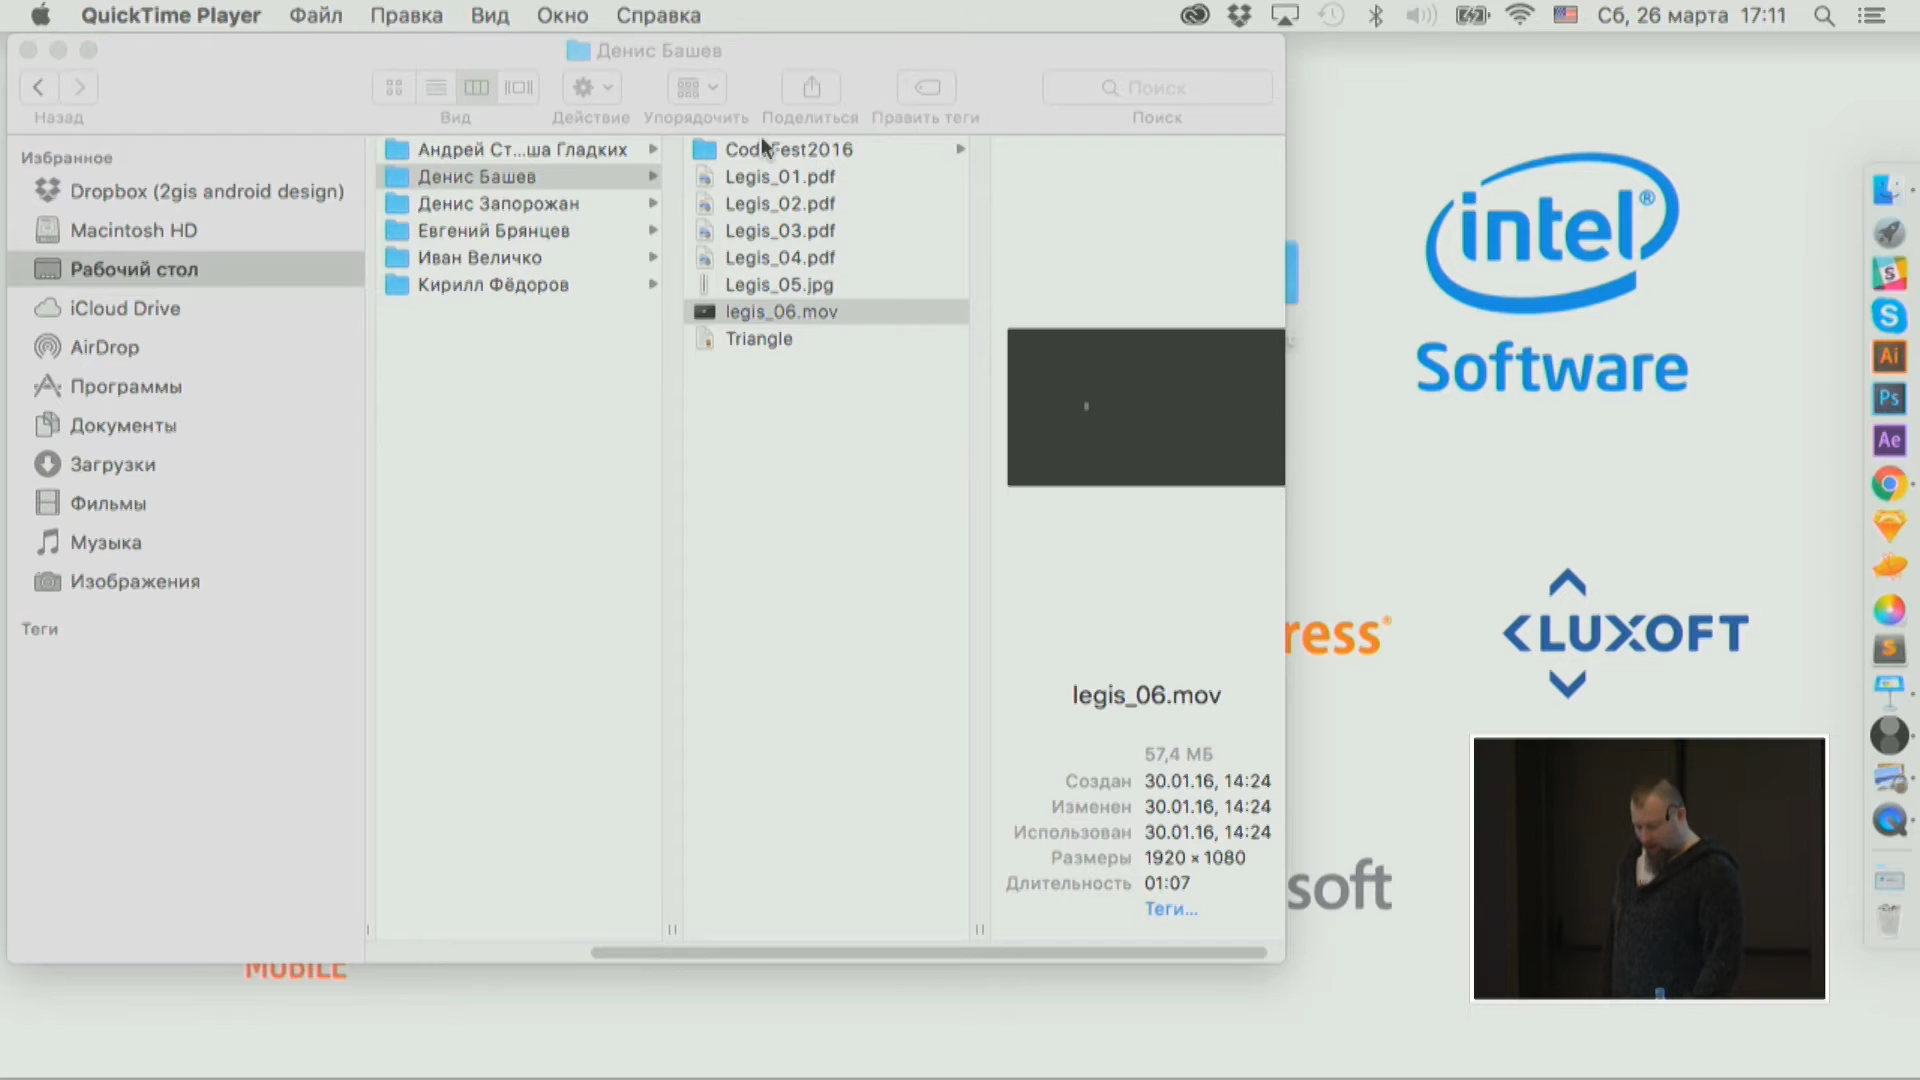 QuickTime Player Файл Правка Вид Окно Справка Сб, 26 марта 17:11
Денис Башев
Поиск
Назад Вид Действие Упорядочить Поделиться Править теги Поиск
Избранное
Dropbox (2gis android design)
Macintosh HD
Рабочий стол
iCloud Drive
AirDrop
Программы
Документы
Загрузки
Фильмы
Музыка
Изображения
Теги
Андрей Ст...ша Гладких
Денис Башев
Денис Запорожан
Евгений Брянцев
Иван Величко
Кирилл Фёдоров
CodeFest2016
Legis_01.pdf
Legis_02.pdf
Legis_03.pdf
Legis_04.pdf
Legis_05.jpg
legis_06.mov
Triangle
legis_06.mov
57,4 МБ
Создан 30.01.16, 14:24
Изменен 30.01.16, 14:24
Использован 30.01.16, 14:24
Размеры 1920 × 1080
Длительность 01:07
Теги...
intel®
Software
ress®
LUXOFT
soft
MOBILE
S
S
Ai
Ps
Ae
S